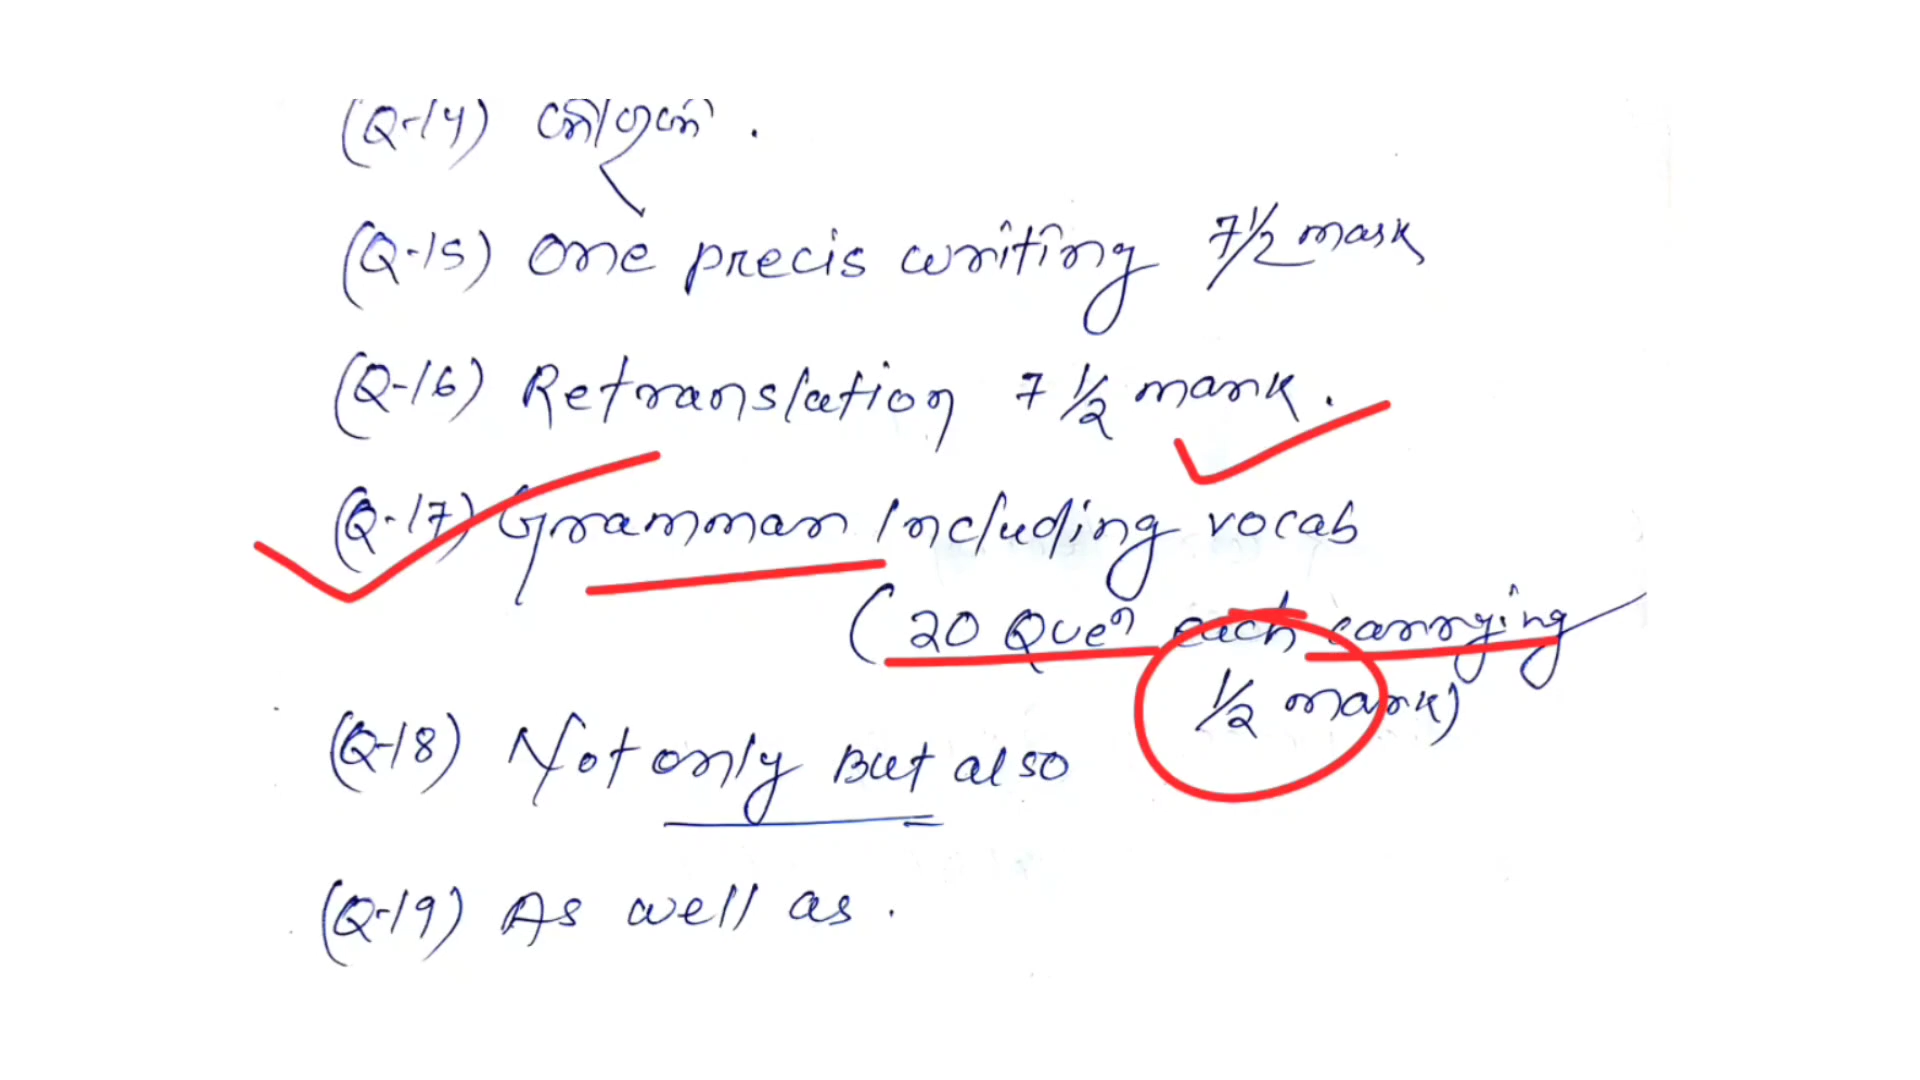 (Q-14)
(Q-15) One precis writing 7½ mark
(Q-16) Retranslation 7½ mark.
(Q-17) Grammar Including vocab
(20 Queⁿ each carrying
½ mark)
(Q-18) Not only But also
(Q-19) As well as.